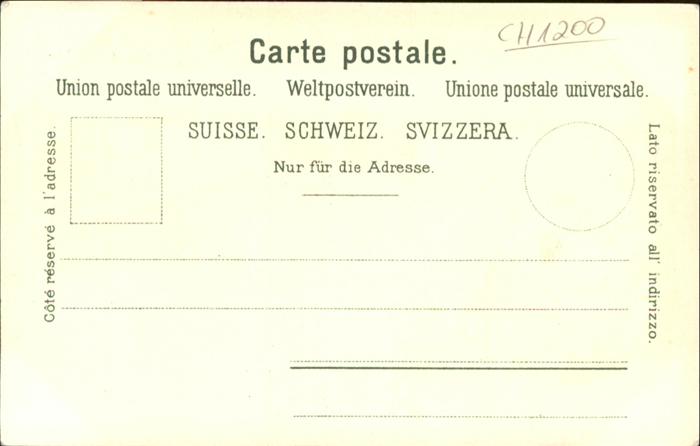 CH1200
Carte postale.
Union postale universelle. Weltpostverein. Unione postale universale.
SUISSE. SCHWEIZ. SVIZZERA.
Nur für die Adresse.
Côté réservé à l'adresse.
Lato riservato all' indirizzo.